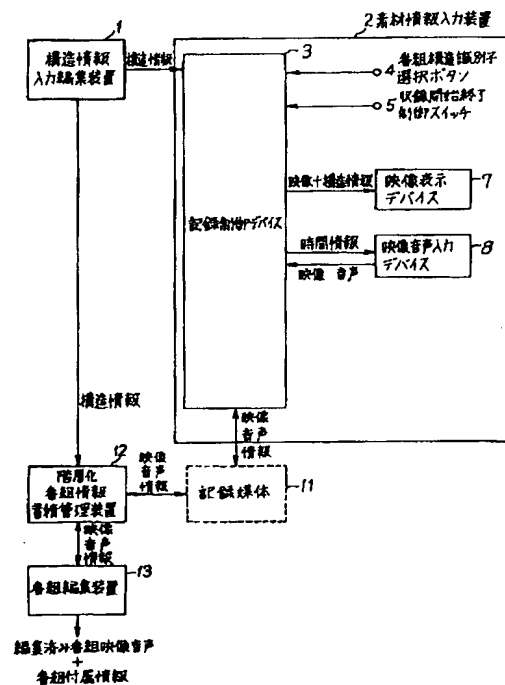 1
構造情報
入力編集装置
構造情報
2 素材情報入力装置
3
記録制御デバイス
4 番組構造識別子
選択ボタン
5 収録開始終了
制御スイッチ
映像+構造情報
映像表示
デバイス
7
時間情報
映像 音声
映像音声入力
デバイス
8
構造情報
映像
音声
情報
12
階層化
番組情報
蓄積管理装置
映像
音声
情報
記録媒体
11
映像
音声
情報
13
番組編集装置
編集済み番組映像音声
+
番組付属情報